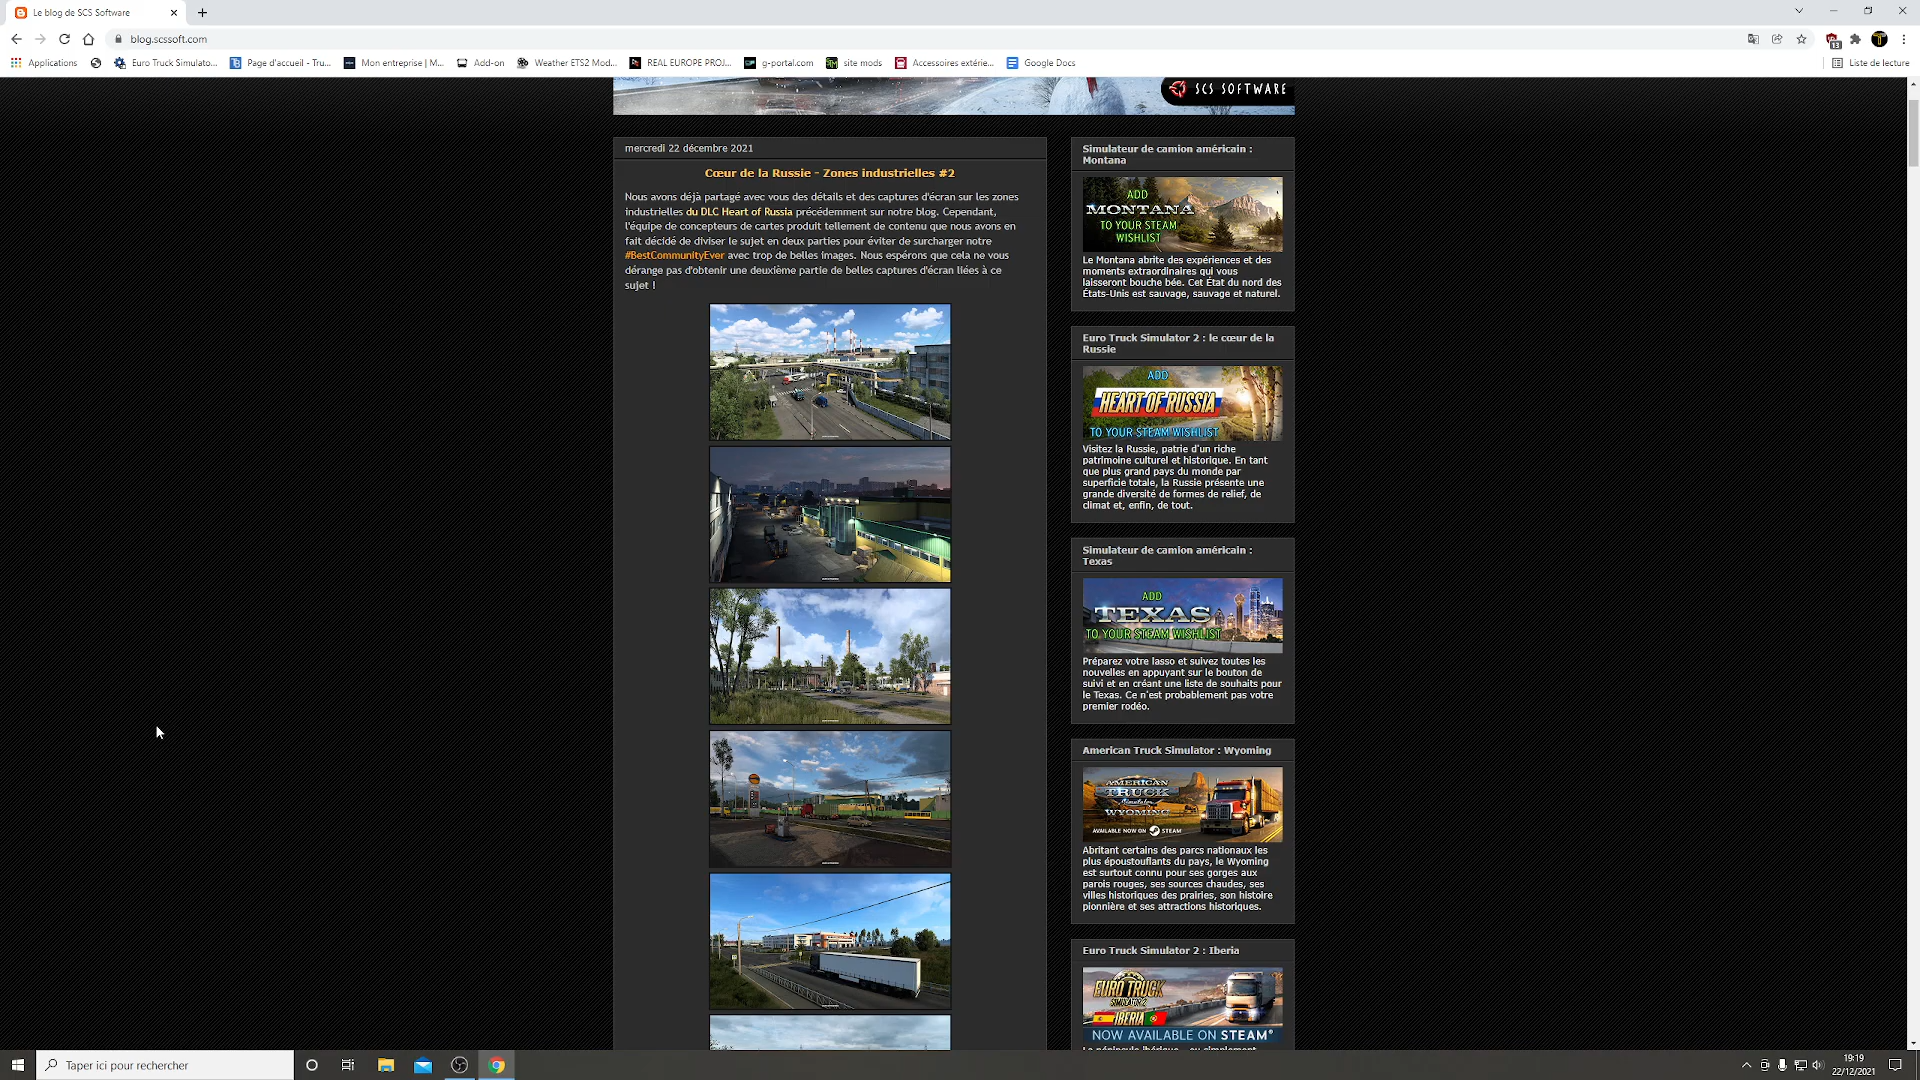 Le blog de SCS Software
blog.scssoft.com
13
Applications
Euro Truck Simulato...
Page d'accueil - Tru...
Mon entreprise | M...
Add-on
Weather ETS2 Mod...
REAL EUROPE PROJ...
g-portal.com
site mods
Accessoires extérie...
Google Docs
Liste de lecture
SCS SOFTWARE
mercredi 22 décembre 2021
Cœur de la Russie - Zones industrielles #2
Nous avons déjà partagé avec vous des détails et des captures d'écran sur les zones
industrielles du DLC Heart of Russia précédemment sur notre blog. Cependant,
l'équipe de concepteurs de cartes produit tellement de contenu que nous avons en
fait décidé de diviser le sujet en deux parties pour éviter de surcharger notre
#BestCommunityEver avec trop de belles images. Nous espérons que cela ne vous
dérange pas d'obtenir une deuxième partie de belles captures d'écran liées à ce
sujet !
Simulateur de camion américain :
Montana
ADD
MONTANA
TO YOUR STEAM
WISHLIST
Le Montana abrite des expériences et des
moments extraordinaires qui vous
laisseront bouche bée. Cet État du nord des
États-Unis est sauvage, sauvage et naturel.
Euro Truck Simulator 2 : le cœur de la
Russie
ADD
HEART OF RUSSIA
TO YOUR STEAM WISHLIST
Visitez la Russie, patrie d'un riche
patrimoine culturel et historique. En tant
que plus grand pays du monde par
superficie totale, la Russie présente une
grande diversité de formes de relief, de
climat et, enfin, de tout.
Simulateur de camion américain :
Texas
ADD
TEXAS
TO YOUR STEAM WISHLIST
Préparez votre lasso et suivez toutes les
nouvelles en appuyant sur le bouton de
suivi et en créant une liste de souhaits pour
le Texas. Ce n'est probablement pas votre
premier rodéo.
American Truck Simulator : Wyoming
AMERICAN
TRUCK
Simulator
WYOMING
AVAILABLE NOW ON STEAM
Abritant certains des parcs nationaux les
plus époustouflants du pays, le Wyoming
est surtout connu pour ses gorges aux
parois rouges, ses sources chaudes, ses
villes historiques des prairies, son histoire
pionnière et ses attractions historiques.
Euro Truck Simulator 2 : Iberia
EURO TRUCK
SIMULATOR 2
IBERIA
NOW AVAILABLE ON STEAM
Taper ici pour rechercher
19:19
22/12/2021